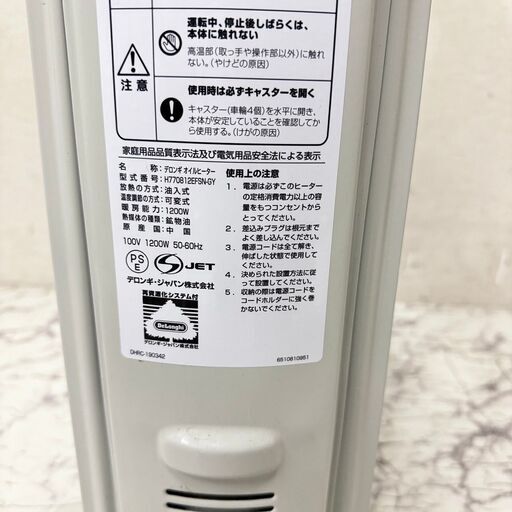 運転中、停止後しばらくは、
本体に触れない
高温部(取っ手や操作部以外)に触れ
ない。(やけどの原因)
注意
使用時は必ずキャスターを開く
キャスター(車輪4個)を水平に開き、
本体が安定していることを確認してか
ら使用する。(けがの原因)
家庭用品品質表示法及び電気用品安全法による表示
名称:デロンギ オイルヒーター
型式番号:H770812EFSN-GY
放熱の方式:油入式
温度調節の方式:可変式
暖房能力:1200W
熱媒体の種類:鉱物油
原産国:中国
100V 1200W 50-60Hz
PS
E
S JET
デロンギ・ジャパン株式会社
再資源化システム付
DeLonghi
デロンギ・ジャパン株式会社
使用上の注意
1. 電源は必ずこのヒーター
の定格消費電力以上の容
量をもつコンセントから
とってください。
2. 差込みプラグは根元まで
よく差し込んでください。
3. 電源コードは全て解き、
伸ばした状態で使用して
ください。
4. 決められた設置方法に従
って設置してください。
5. 収納の際は電源コードを
コードホルダーに強く巻
かないでください。
DHRC-190342
6510810951